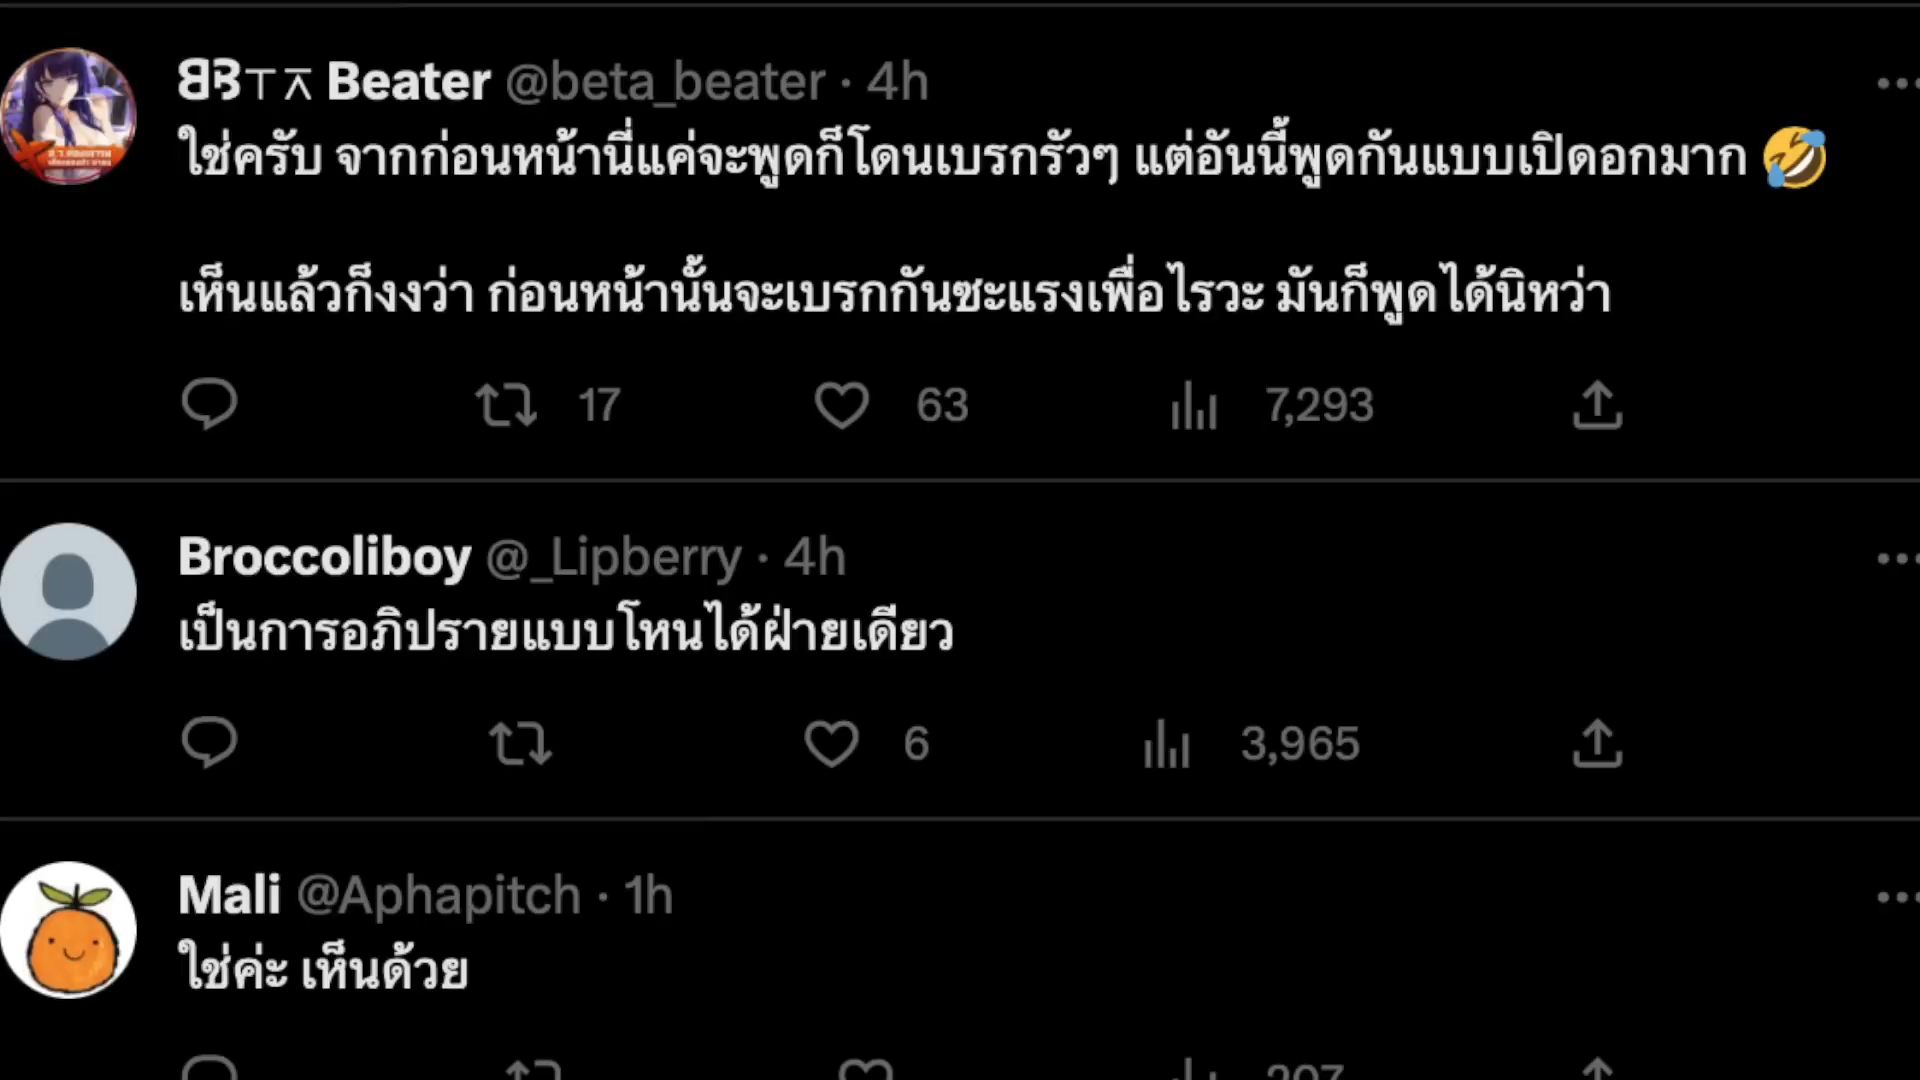 Beater @beta_beater · 4h
ใช่ครับ จากก่อนหน้านี่แค่จะพูดก็โดนเบรกรัวๆ แต่อันนี้พูดกันแบบเปิดอกมาก 🤣
เห็นแล้วก็งงว่า ก่อนหน้านั้นจะเบรกกันซะแรงเพื่อไรวะ มันก็พูดได้นิหว่า
17 63 7,293
Broccoliboy @_Lipberry · 4h
เป็นการอภิปรายแบบโหนได้ฝ่ายเดียว
6 3,965
Mali @Aphapitch · 1h
ใช่ค่ะ เห็นด้วย